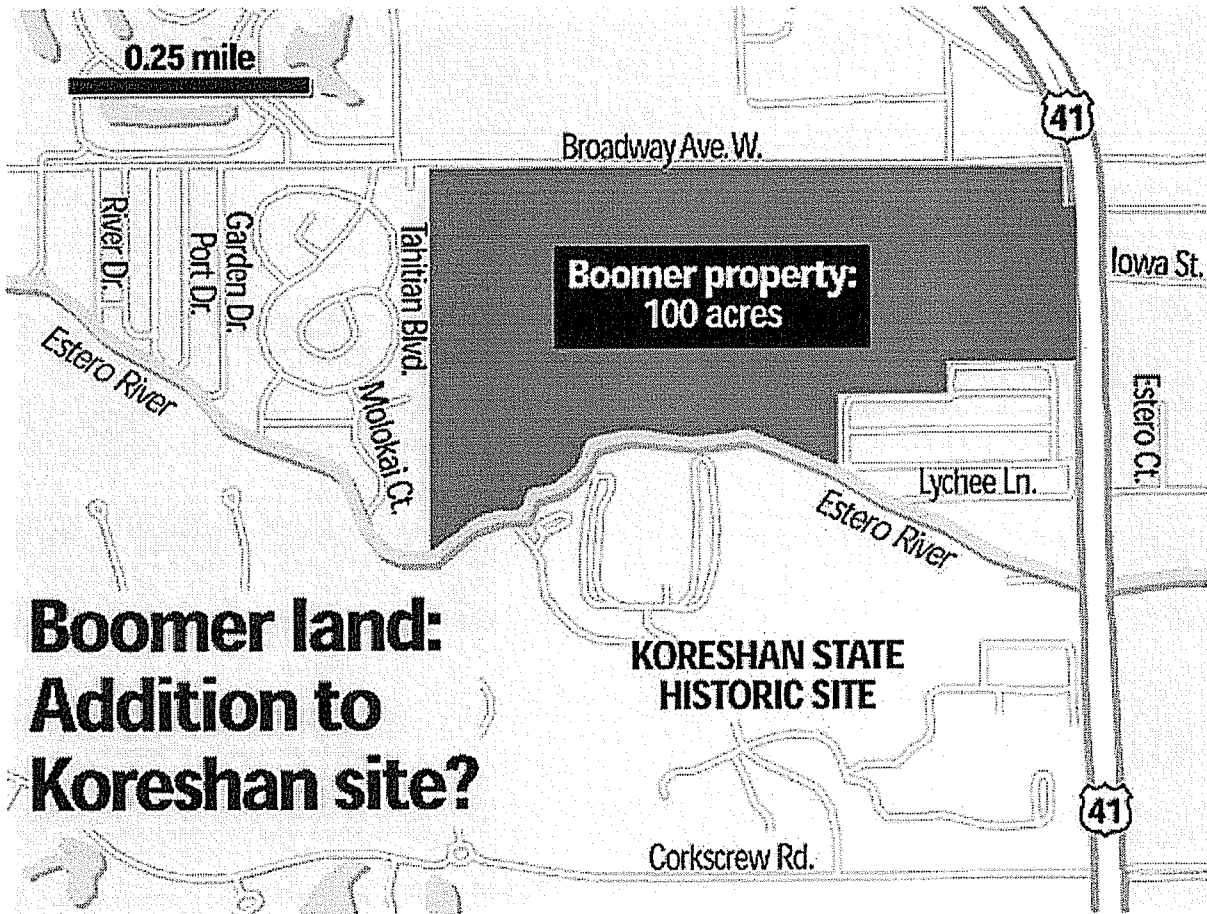 0.25 mile
41
Broadway Ave. W.
River Dr.
Port Dr.
Garden Dr.
Tahitian Blvd.
Boomer property:
100 acres
Iowa St.
Estero River
Molokai Ct.
Estero Ct.
Lychee Ln.
Estero River
Boomer land:
Addition to
Koreshan site?
KORESHAN STATE
HISTORIC SITE
41
Corkscrew Rd.